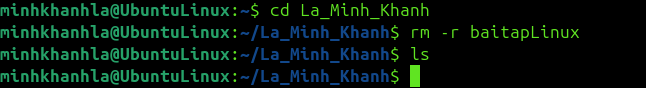 minhkhanhla@UbuntuLinux:~$ cd La_Minh_Khanh
minhkhanhla@UbuntuLinux:~/La_Minh_Khanh$ rm -r baitapLinux
minhkhanhla@UbuntuLinux:~/La_Minh_Khanh$ ls
minhkhanhla@UbuntuLinux:~/La_Minh_Khanh$